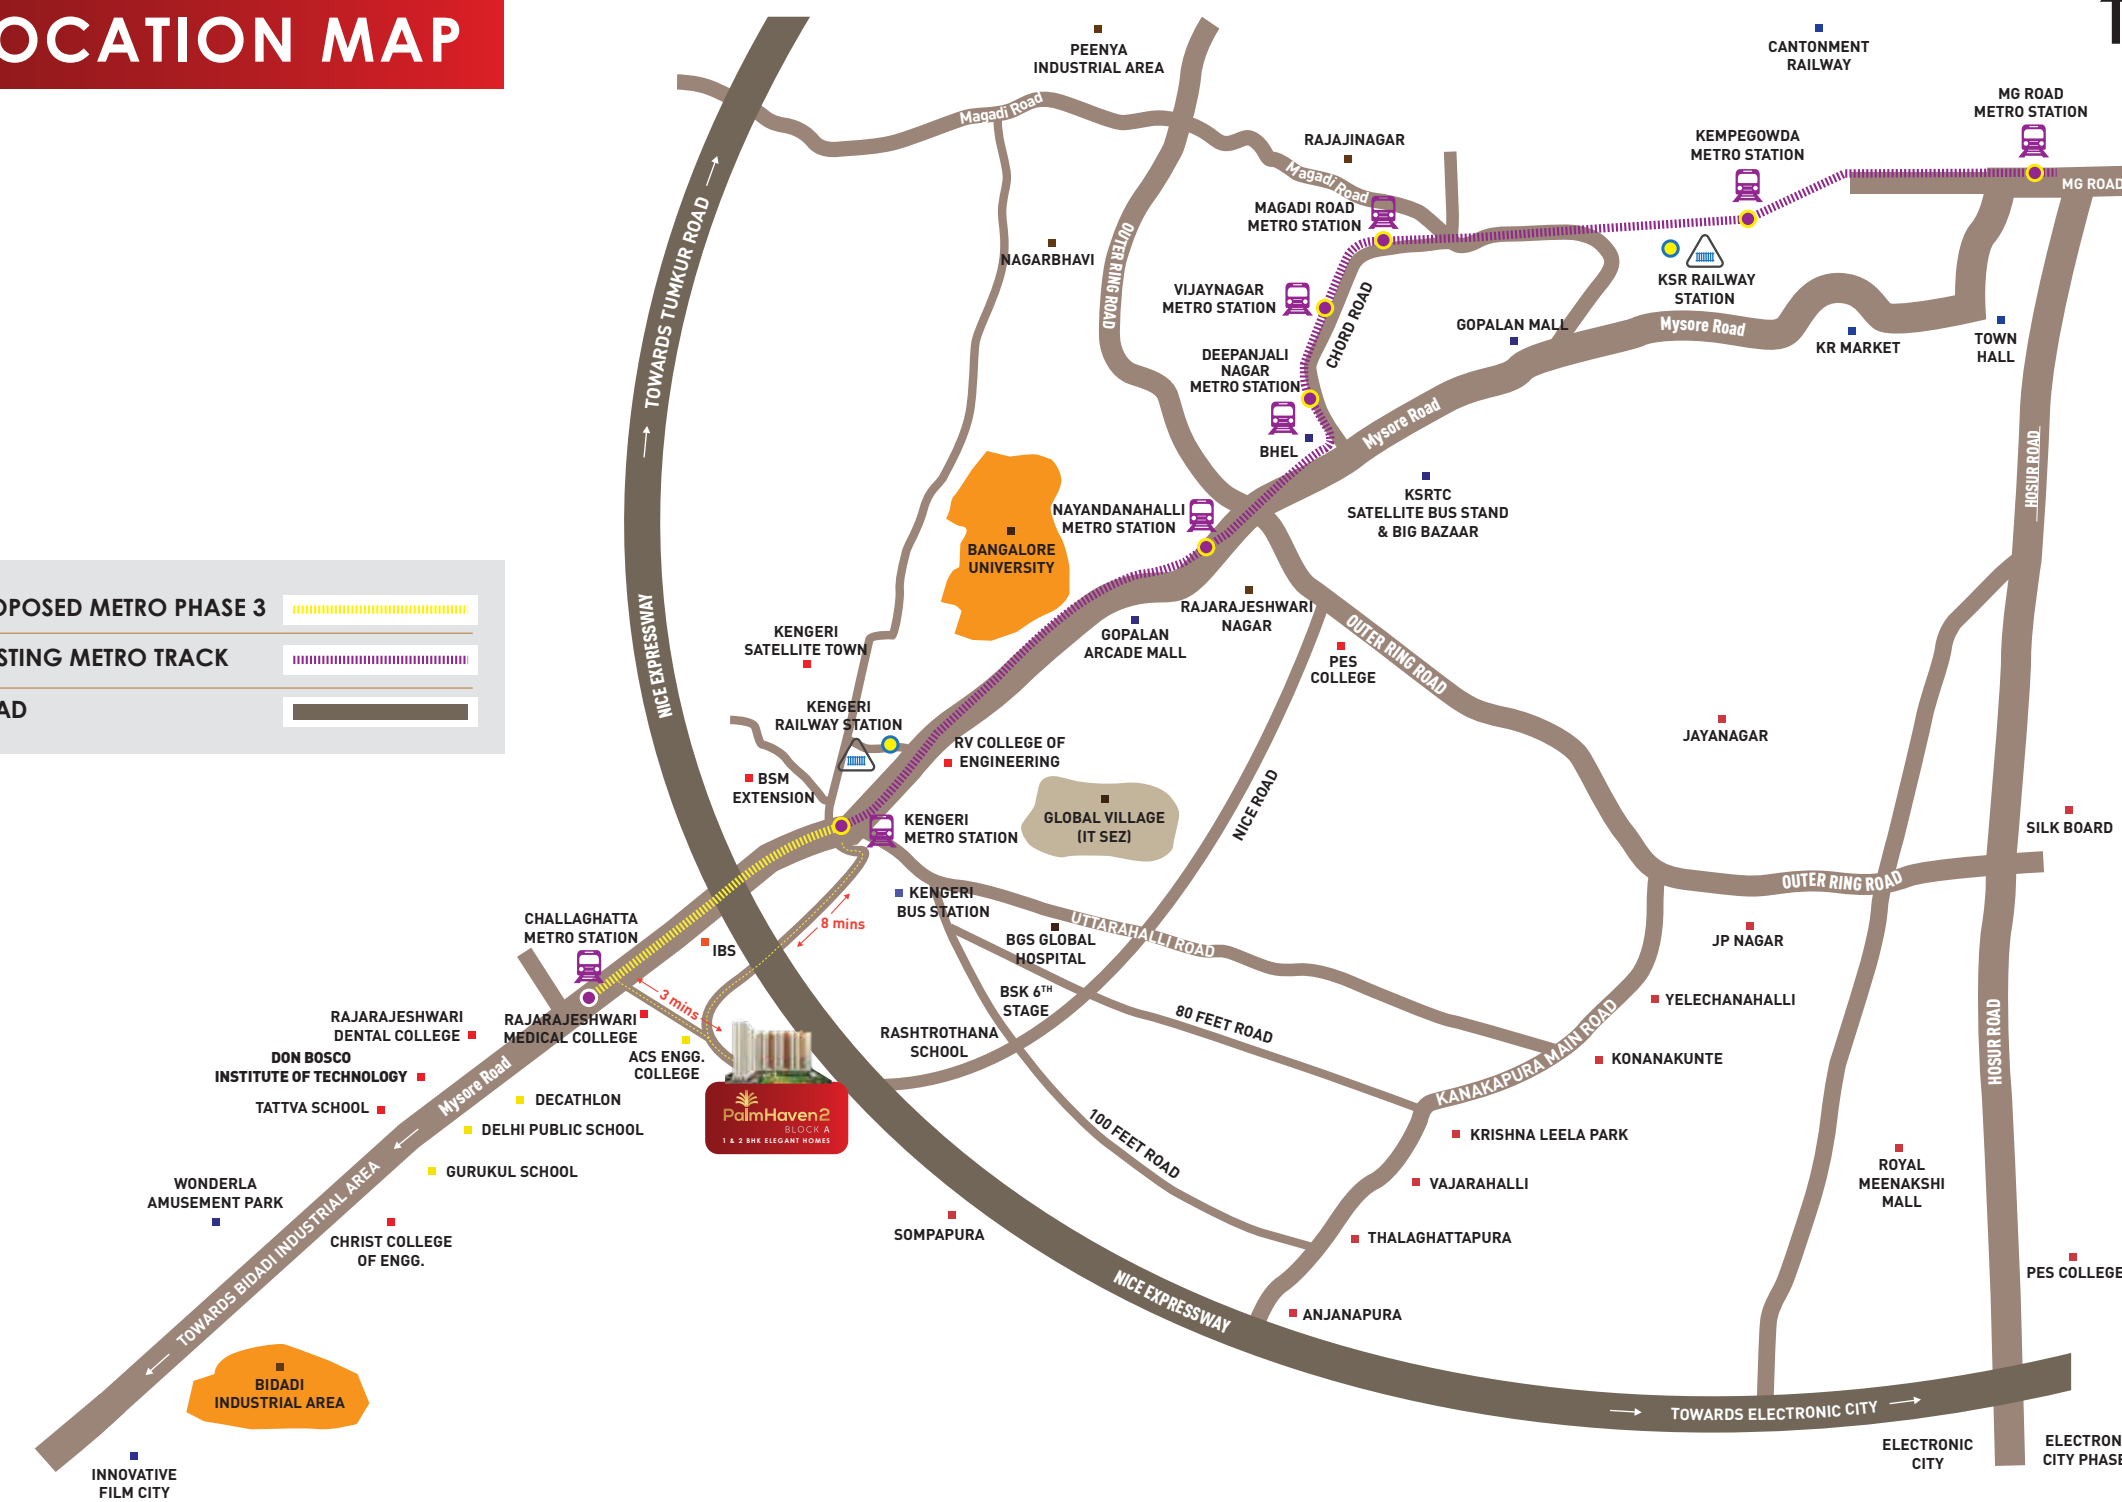 OCATION MAP
T
PEENYA
INDUSTRIAL AREA
CANTONMENT
RAILWAY
MG ROAD
METRO STATION
KEMPEGOWDA
METRO STATION
Magadi Road
RAJAJINAGAR
Magadi Road
MAGADI ROAD
METRO STATION
MG ROAD
TOWARDS TUMKUR ROAD
NAGARBHAVI
OUTER RING ROAD
VIJAYNAGAR
METRO STATION
CHORD ROAD
KSR RAILWAY
STATION
GOPALAN MALL
Mysore Road
KR MARKET
TOWN
HALL
DEEPANJALI
NAGAR
METRO STATION
BHEL
Mysore Road
HOSUR ROAD
KSRTC
SATELLITE BUS STAND
& BIG BAZAAR
NAYANDANAHALLI
METRO STATION
BANGALORE
UNIVERSITY
OPOSED METRO PHASE 3
STING METRO TRACK
AD
NICE EXPRESSWAY
KENGERI
SATELLITE TOWN
GOPALAN
ARCADE MALL
RAJARAJESHWARI
NAGAR
OUTER RING ROAD
PES
COLLEGE
KENGERI
RAILWAY STATION
RV COLLEGE OF
ENGINEERING
JAYANAGAR
BSM
EXTENSION
GLOBAL VILLAGE
(IT SEZ)
NICE ROAD
KENGERI
METRO STATION
SILK BOARD
OUTER RING ROAD
KENGERI
BUS STATION
8 mins
CHALLAGHATTA
METRO STATION
IBS
UTTARAHALLI ROAD
BGS GLOBAL
HOSPITAL
JP NAGAR
BSK 6TH
STAGE
3 mins
YELECHANAHALLI
80 FEET ROAD
RAJARAJESHWARI
DENTAL COLLEGE
RAJARAJESHWARI
MEDICAL COLLEGE
RASHTROTHANA
SCHOOL
KANAKAPURA MAIN ROAD
KONANAKUNTE
HOSUR ROAD
ACS ENGG.
COLLEGE
DON BOSCO
INSTITUTE OF TECHNOLOGY
TATTVA SCHOOL
Mysore Road
DECATHLON
DELHI PUBLIC SCHOOL
PalmHaven2
BLOCK A
1 & 2 BHK ELEGANT HOMES
100 FEET ROAD
KRISHNA LEELA PARK
GURUKUL SCHOOL
WONDERLA
AMUSEMENT PARK
VAJARAHALLI
ROYAL
MEENAKSHI
MALL
TOWARDS BIDADI INDUSTRIAL AREA
CHRIST COLLEGE
OF ENGG.
SOMPAPURA
THALAGHATTAPURA
PES COLLEGE
NICE EXPRESSWAY
ANJANAPURA
BIDADI
INDUSTRIAL AREA
TOWARDS ELECTRONIC CITY
ELECTRONIC
CITY
ELECTRON
CITY PHASE
INNOVATIVE
FILM CITY